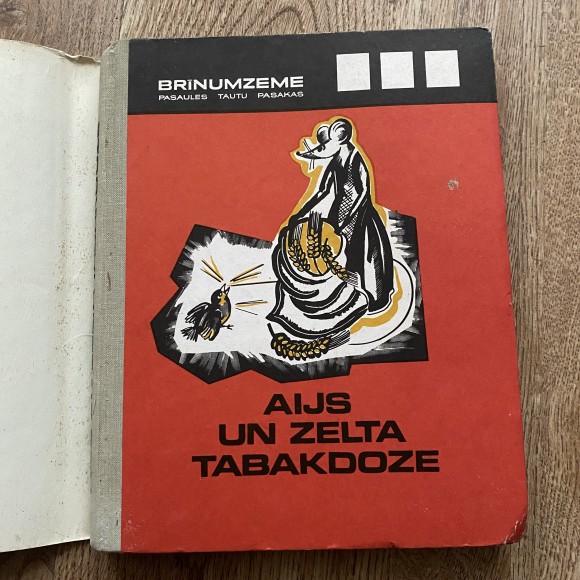 BRīNUMZEME
PASAULES TAUTU PASAKAS
AIJS
UN ZELTA
TABAKDOZE